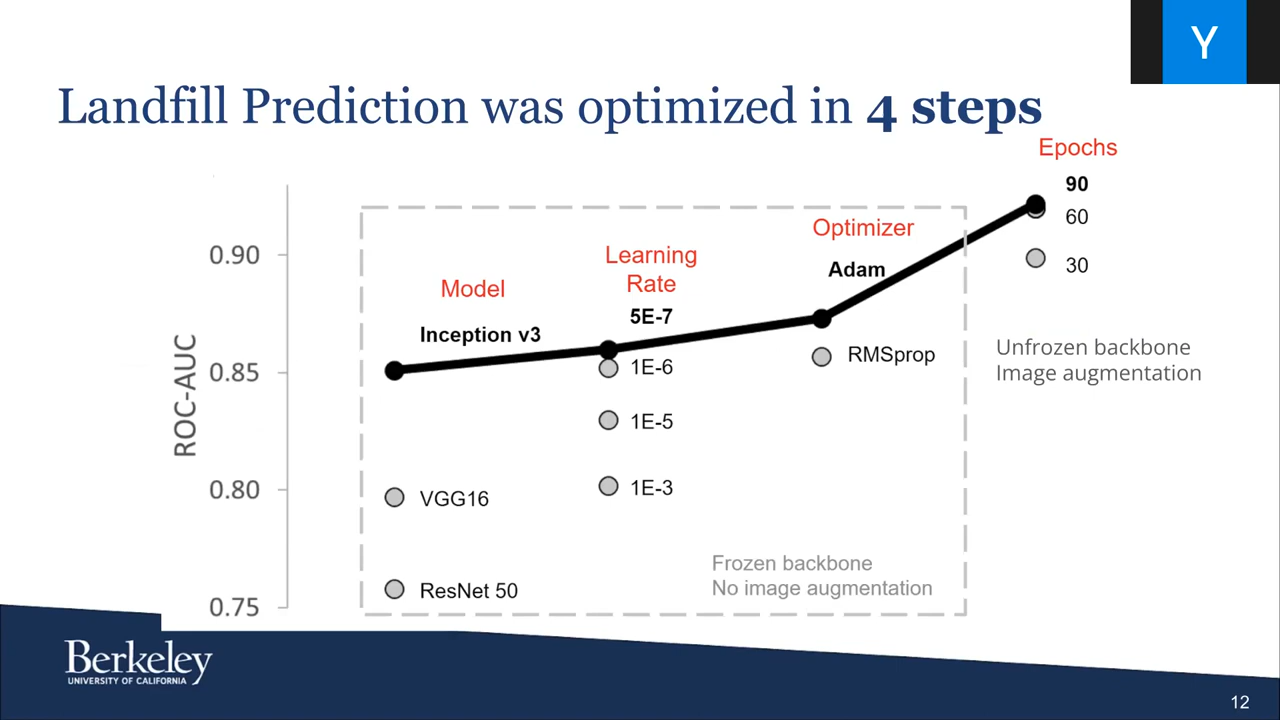 Y
Landfill Prediction was optimized in 4 steps
Epochs
90
60
30
Optimizer
Adam
RMSprop
Learning
Rate
5E-7
1E-6
1E-5
1E-3
Model
Inception v3
VGG16
ResNet 50
ROC-AUC
0.90
0.85
0.80
0.75
Unfrozen backbone
Image augmentation
Frozen backbone
No image augmentation
Berkeley
UNIVERSITY OF CALIFORNIA
12